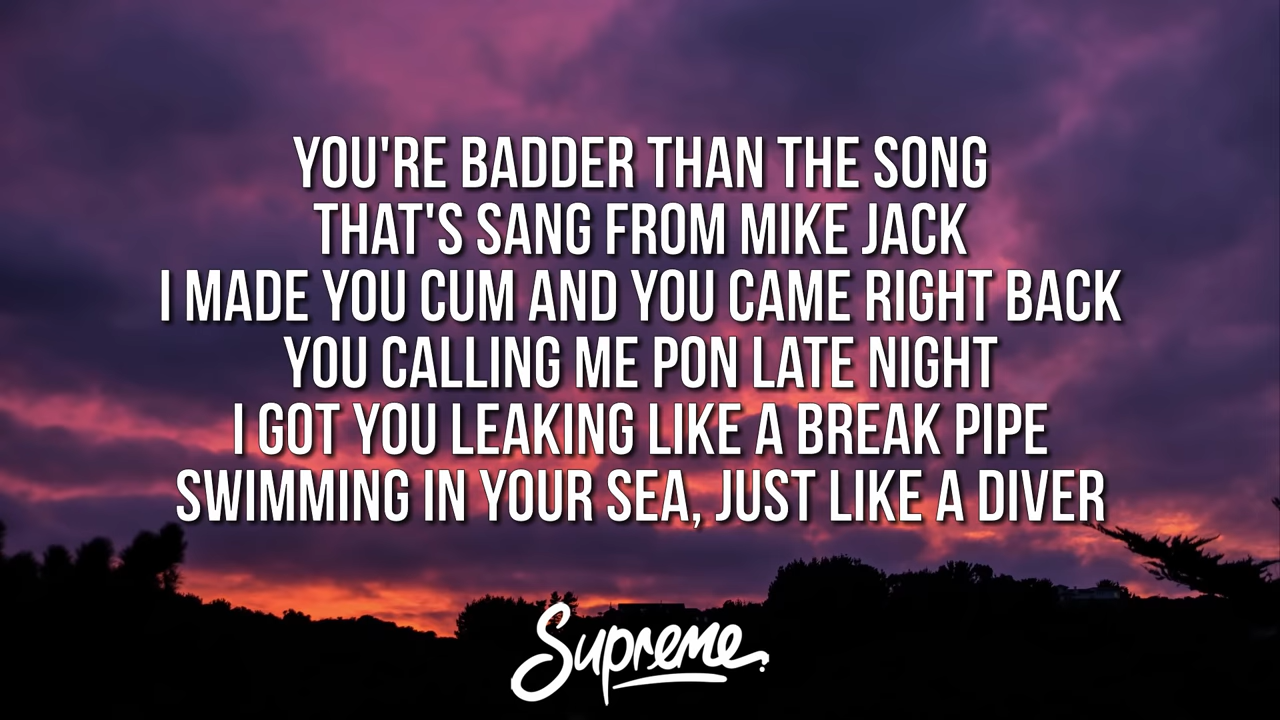 YOU'RE BADDER THAN THE SONG
THAT'S SANG FROM MIKE JACK
I MADE YOU CUM AND YOU CAME RIGHT BACK
YOU CALLING ME PON LATE NIGHT
I GOT YOU LEAKING LIKE A BREAK PIPE
SWIMMING IN YOUR SEA, JUST LIKE A DIVER
Supreme